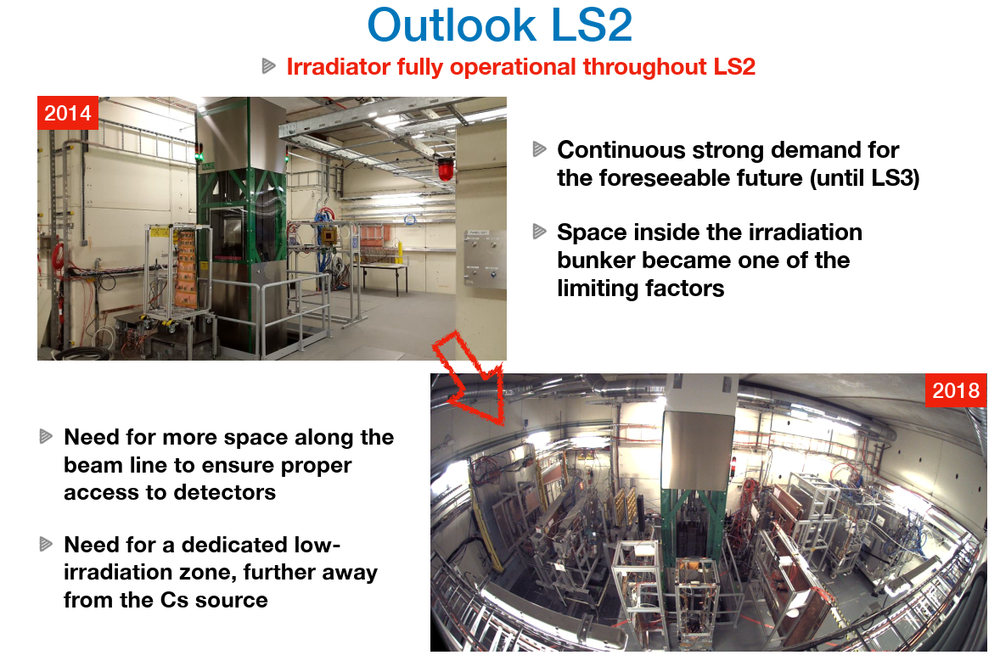 Outlook LS2
Irradiator fully operational throughout LS2
2014
Continuous strong demand for
the foreseeable future (until LS3)
Space inside the irradiation
bunker became one of the
limiting factors
2018
Need for more space along the
beam line to ensure proper
access to detectors
Need for a dedicated low-
irradiation zone, further away
from the Cs source